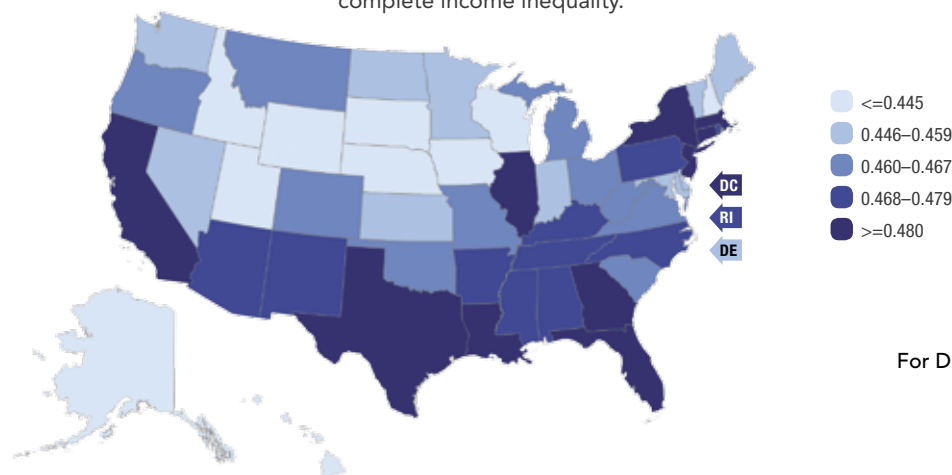 complete income inequality.
<=0.445
0.446–0.459
0.460–0.467
0.468–0.479
>=0.480
DC
RI
DE
For D